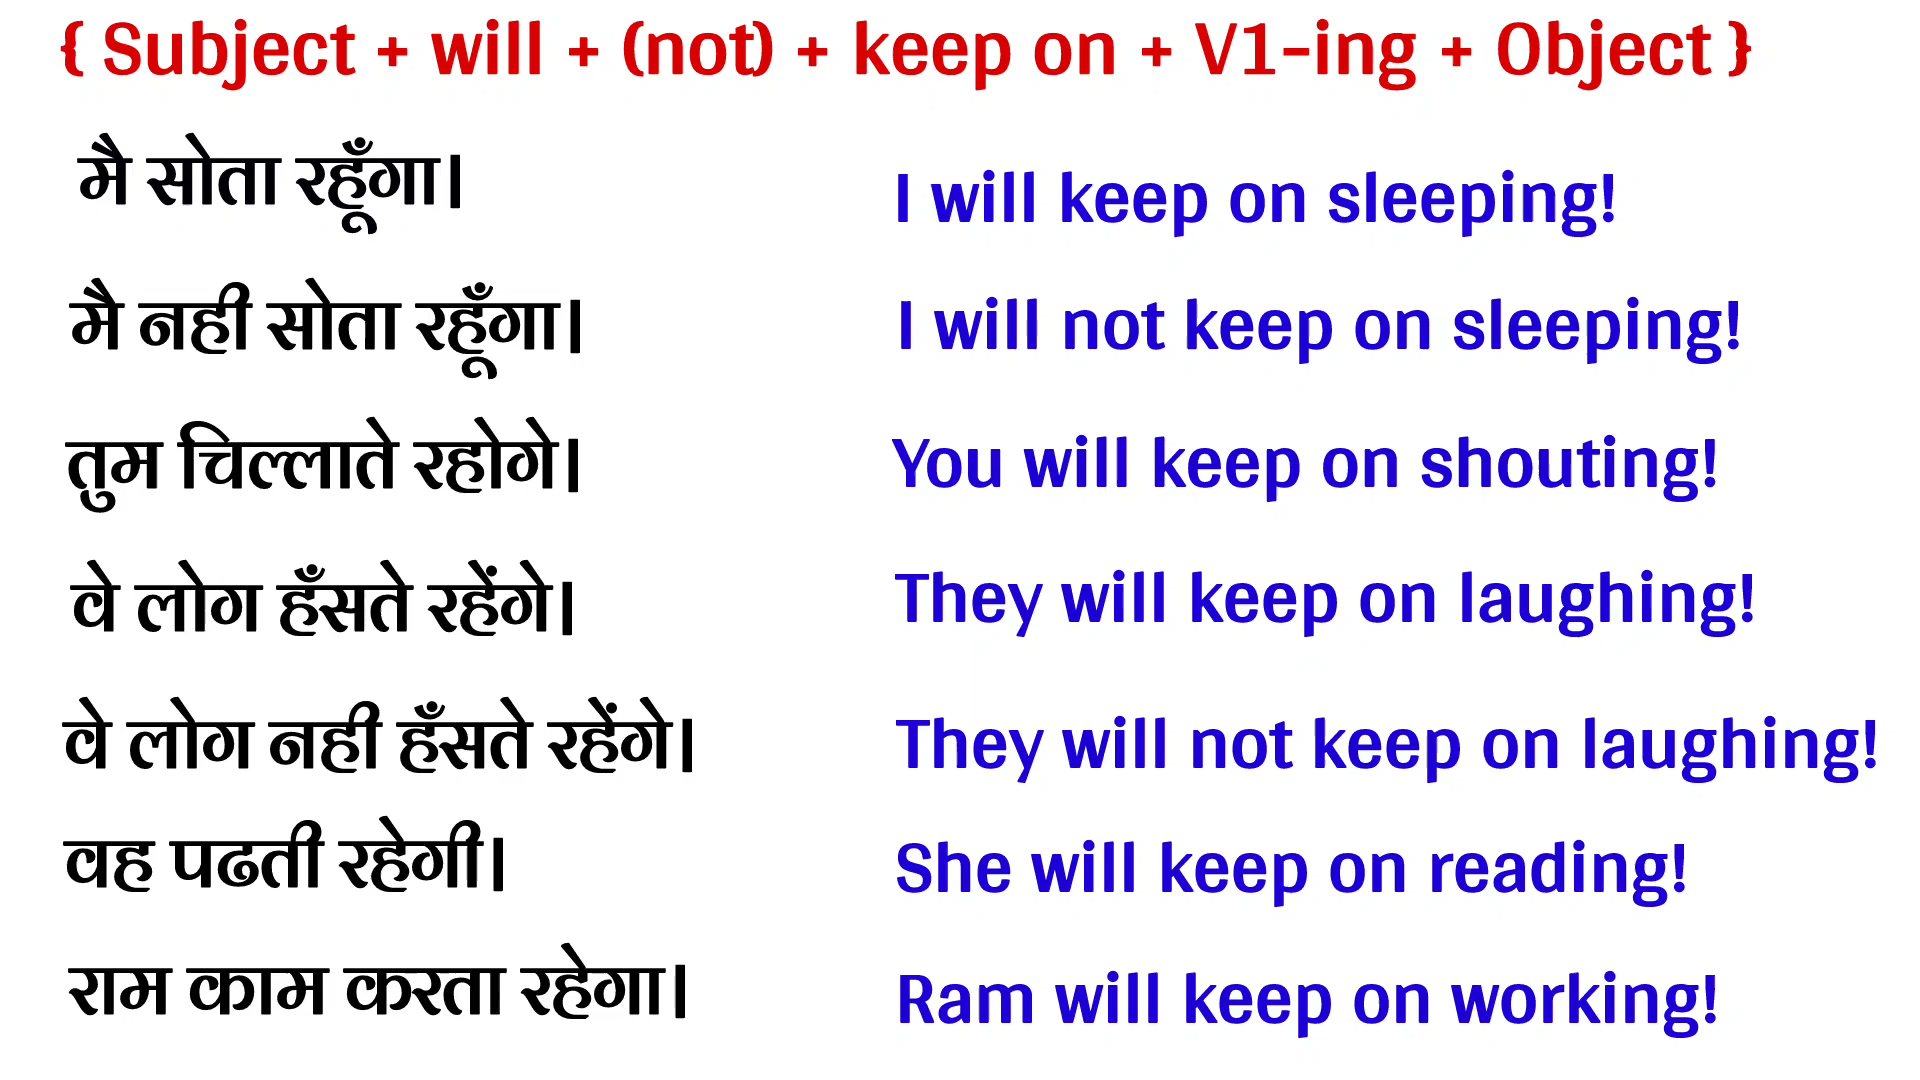 { Subject + will + (not) + keep on + V1-ing + Object }
मै सोता रहूँगा। I will keep on sleeping!
मै नही सोता रहूँगा। I will not keep on sleeping!
तुम चिल्लाते रहोगे। You will keep on shouting!
वे लोग हँसते रहेंगे। They will keep on laughing!
वे लोग नही हँसते रहेंगे। They will not keep on laughing!
वह पढती रहेगी। She will keep on reading!
राम काम करता रहेगा। Ram will keep on working!